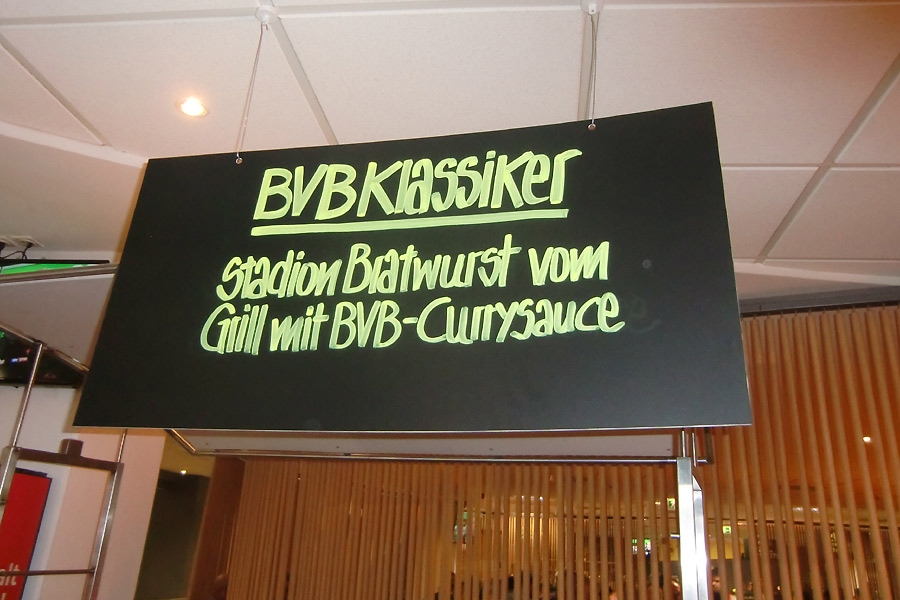 BVB Klassiker
Stadion Bratwurst vom
Grill mit BVB-Currysauce